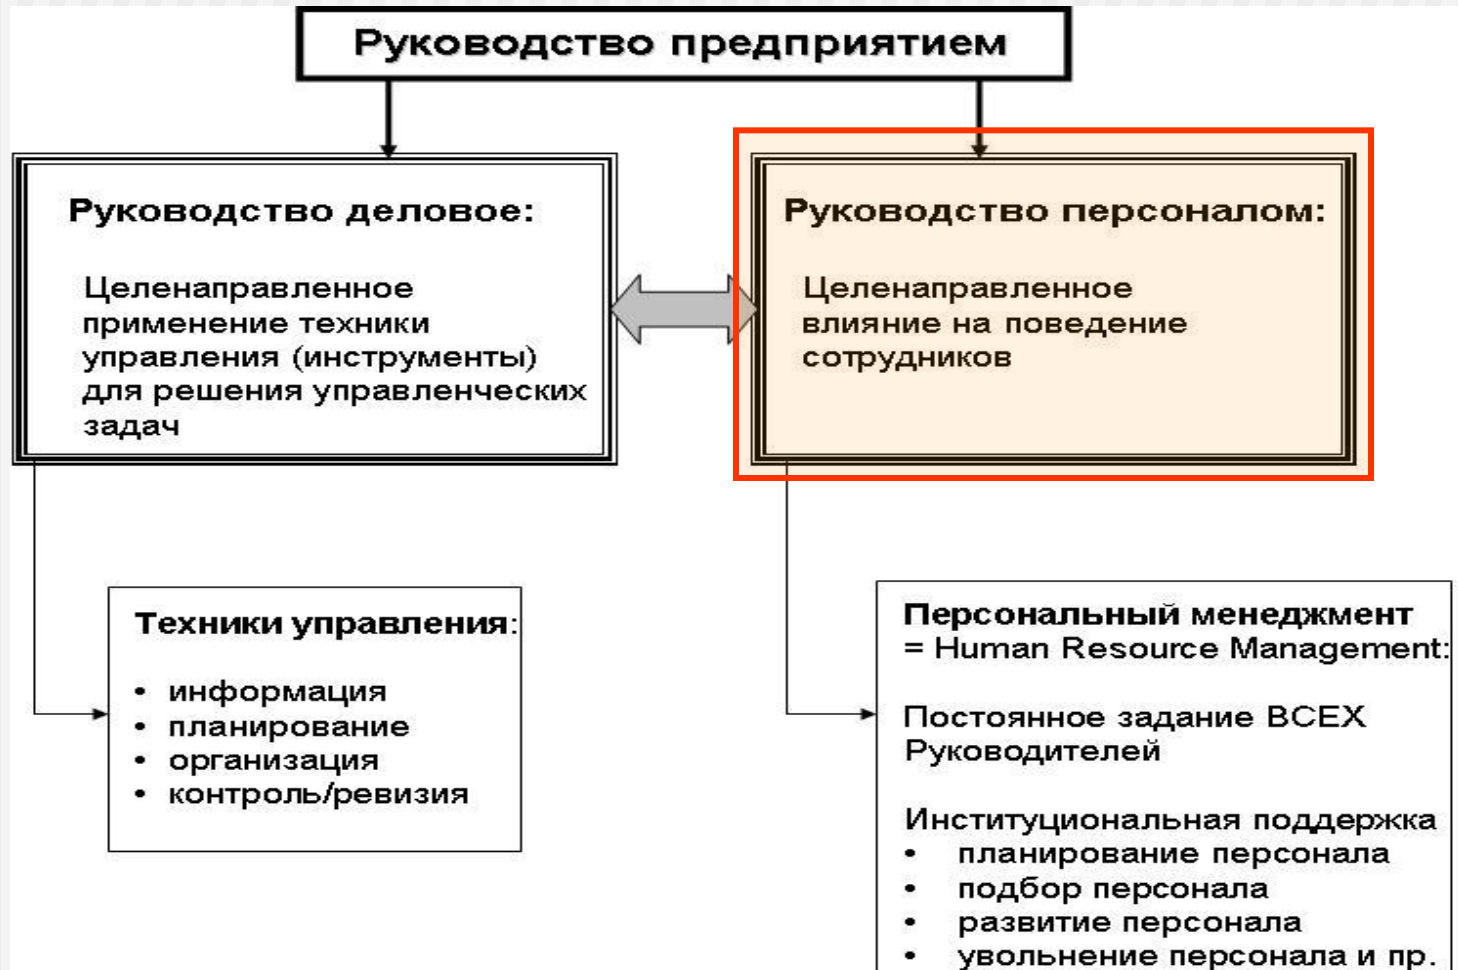 Руководство предприятием
Руководство деловое:
Целенаправленное
применение техники
управления (инструменты)
для решения управленческих
задач
Руководство персоналом:
Целенаправленное
влияние на поведение
сотрудников
Техники управления:
• информация
• планирование
• организация
• контроль/ревизия
Персональный менеджмент
= Human Resource Management:
Постоянное задание ВСЕХ
Руководителей
Институциональная поддержка
• планирование персонала
• подбор персонала
• развитие персонала
• увольнение персонала и пр.